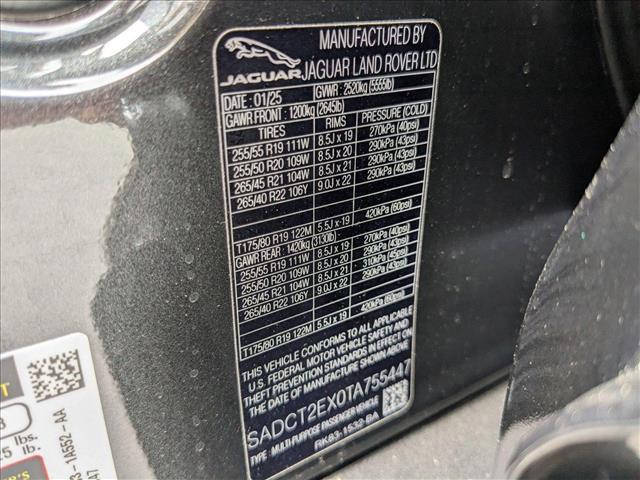 MANUFACTURED BY
JAGUAR JAGUAR LAND ROVER LTD
DATE : 01/25 GVWR : 2520kg (5555lb)
GAWR FRONT : 1200kg (2645lb)
TIRES RIMS PRESSURE (COLD)
255/55 R19 111W 8.5J x 19 270kPa (40psi)
255/50 R20 109W 8.5J x 20 290kPa (43psi)
265/45 R21 104W 8.5J x 21 290kPa (43psi)
265/40 R22 106Y 9.0J x 22 290kPa (43psi)
T175/80 R19 122M 5.5J x 19 420kPa (60psi)
GAWR REAR : 1420kg (3130lb)
255/55 R19 111W 8.5J x 19 270kPa (40psi)
255/50 R20 109W 8.5J x 20 290kPa (43psi)
265/45 R21 104W 8.5J x 21 310kPa (45psi)
265/40 R22 106Y 9.0J x 22 290kPa (43psi)
T175/80 R19 122M 5.5J x 19 420kPa (60psi)
THIS VEHICLE CONFORMS TO ALL APPLICABLE
U.S. FEDERAL MOTOR VEHICLE SAFETY AND
THEFT PREVENTION STANDARDS IN EFFECT ON
THE DATE OF MANUFACTURE SHOWN ABOVE.
SADCT2EX0TA755447
TYPE : MULTI-PURPOSE PASSENGER VEHICLE
RK83-1532-BA